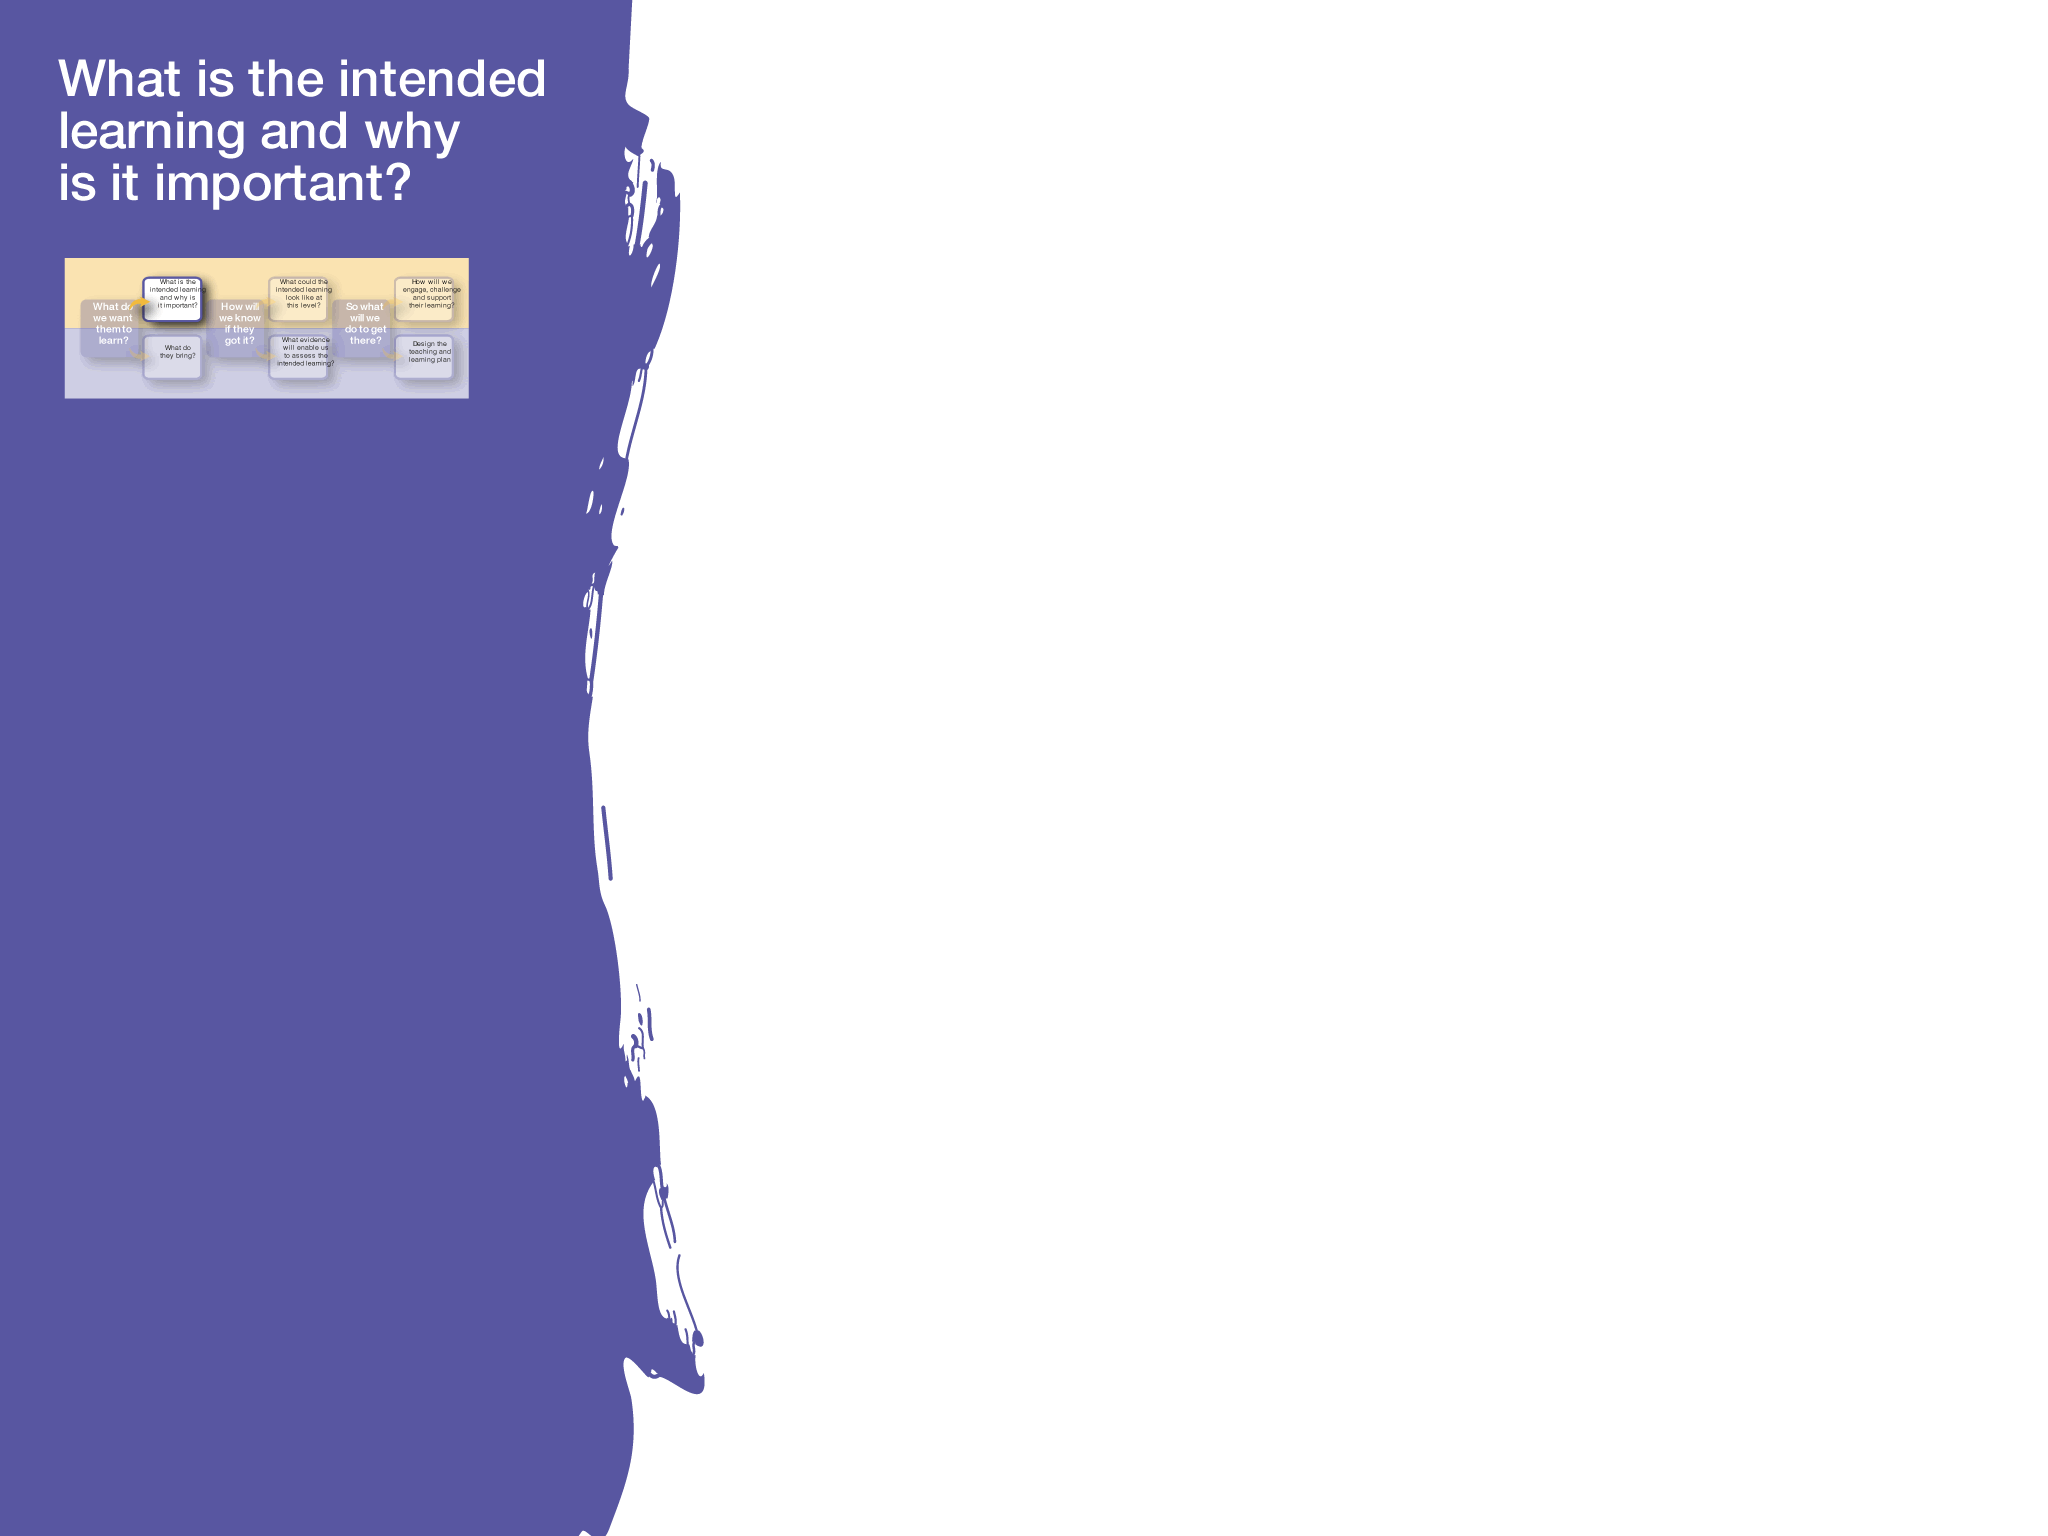 What is the intended
learning and why
is it important?
What do
we want
them to
learn?
What is the
intended learning
and why is
it important?
What do
they bring?
How will
we know
if they
got it?
What could the
intended learning
look like at
this level?
What evidence
will enable us
to assess the
intended learning?
So what
will we
do to get
there?
How will we
engage, challenge
and support
their learning?
Design the
teaching and
learning plan